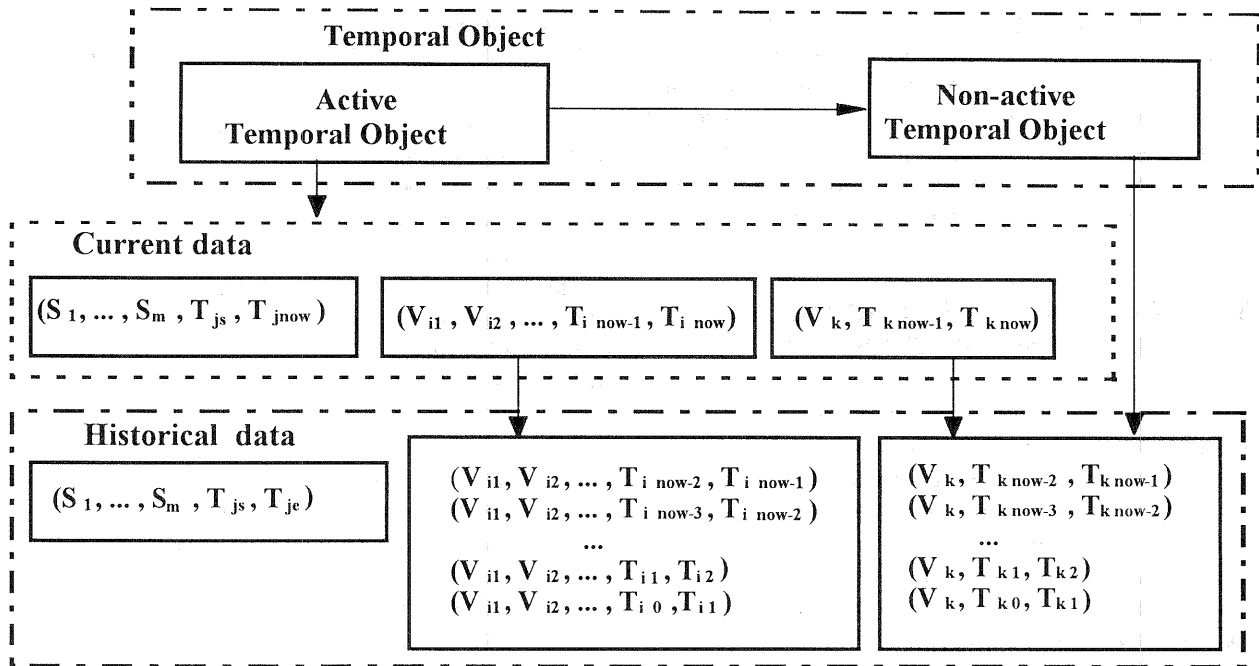 Temporal Object
Active
Temporal Object
Non-active
Temporal Object
Current data
(S 1, ... , S m , T js , T jnow)
(V i1 , V i2 , ... , T i now-1, T i now)
(V k, T k now-1 , T k now)
Historical data
(S 1, ... , S m , T js, T je)
(V i1, V i2, ... , T i now-2 , T i now-1)
(V i1, V i2, ... , T i now-3 , T i now-2)
...
(V i1, V i2, ... , T i 1 , T i 2)
(V i1, V i2, ... , T i 0 , T i 1)
(V k, T k now-2 , T k now-1)
(V k, T k now-3 , T k now-2)
...
(V k, T k1, T k2)
(V k, T k0, T k1)